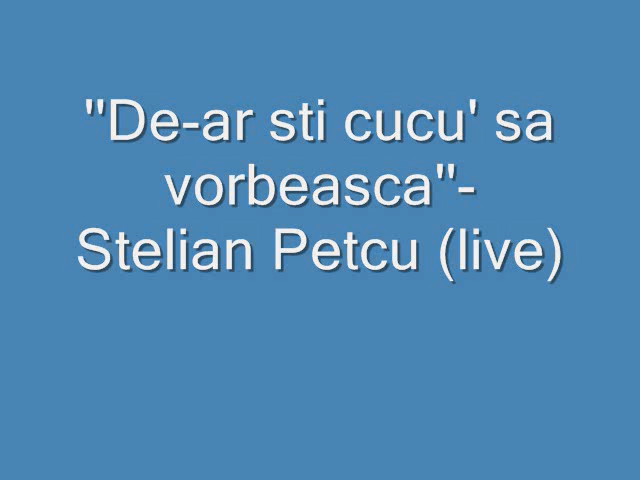 "De-ar sti cucu' sa
vorbeasca"-
Stelian Petcu (live)